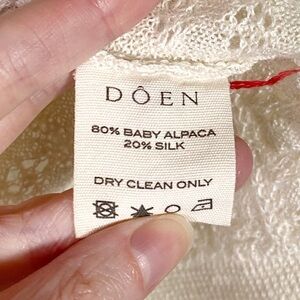 DÔEN
80% BABY ALPACA
20% SILK
DRY CLEAN ONLY